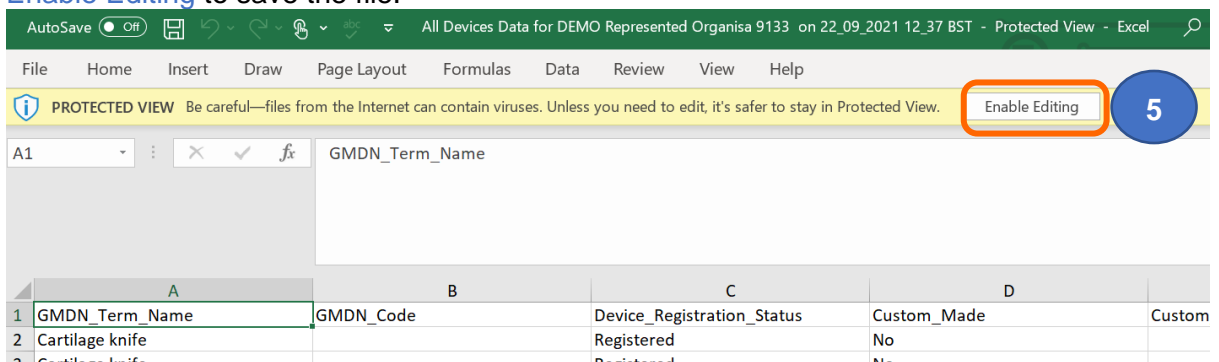 Enable Editing to save the file.
AutoSave Off All Devices Data for DEMO Represented Organisa 9133 on 22_09_2021 12_37 BST - Protected View - Excel
File Home Insert Draw Page Layout Formulas Data Review View Help
PROTECTED VIEW Be careful—files from the Internet can contain viruses. Unless you need to edit, it's safer to stay in Protected View. Enable Editing 5
A1 fx GMDN_Term_Name
A B C D
1 GMDN_Term_Name GMDN_Code Device_Registration_Status Custom_Made Custom
2 Cartilage knife Registered No